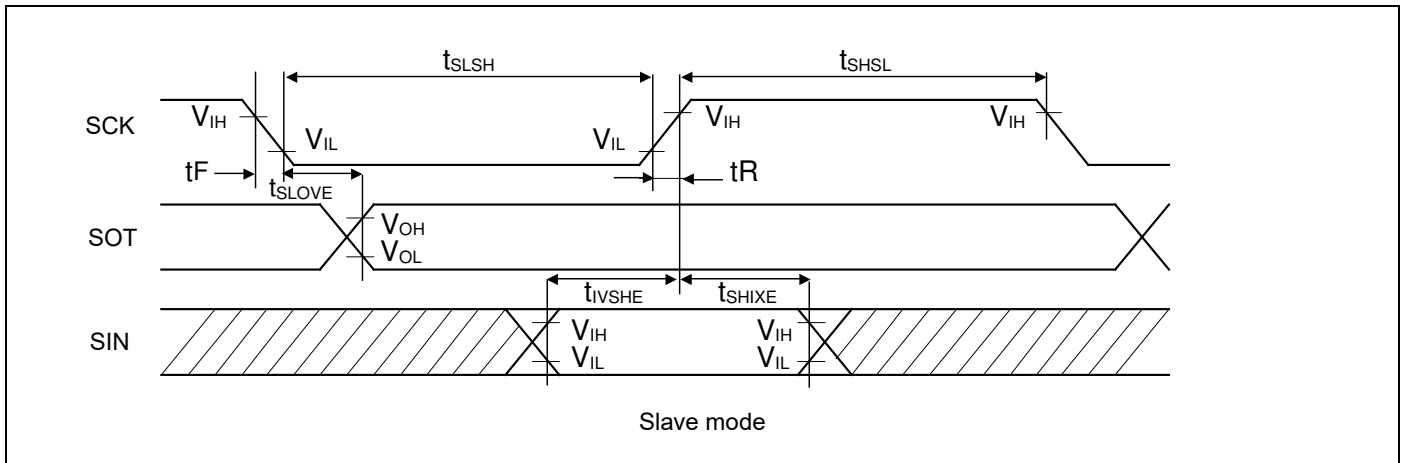 tSLSH tSHSL
SCK VIH VIL VIL VIH VIH
tF tSLOVE tR
SOT VOH
VOL
tIVSHE tSHIXE
SIN VIH VIH
VIL VIL
Slave mode